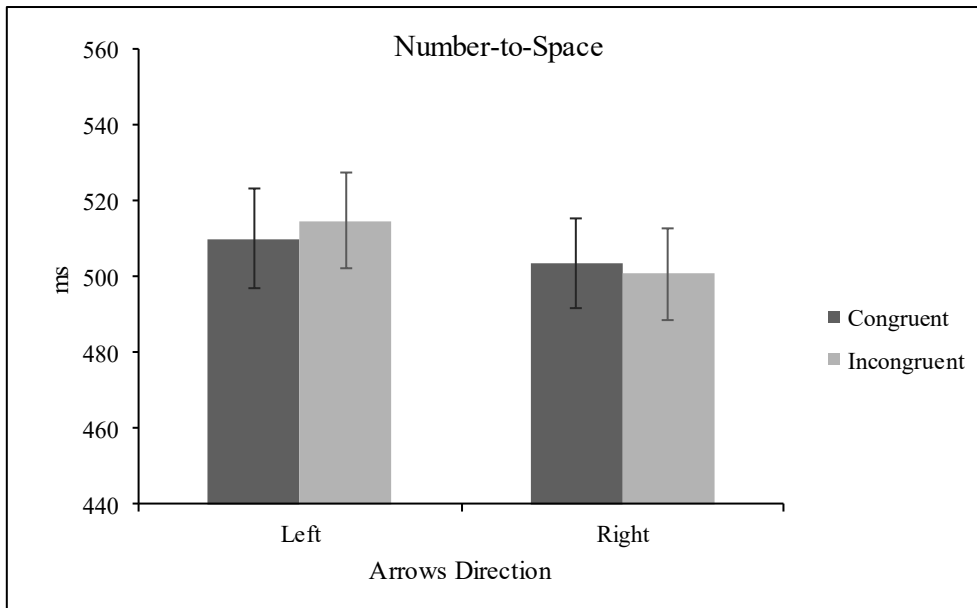 Number-to-Space
560
540
520
500
480
460
440
ms
Left
Right
Arrows Direction
Congruent
Incongruent